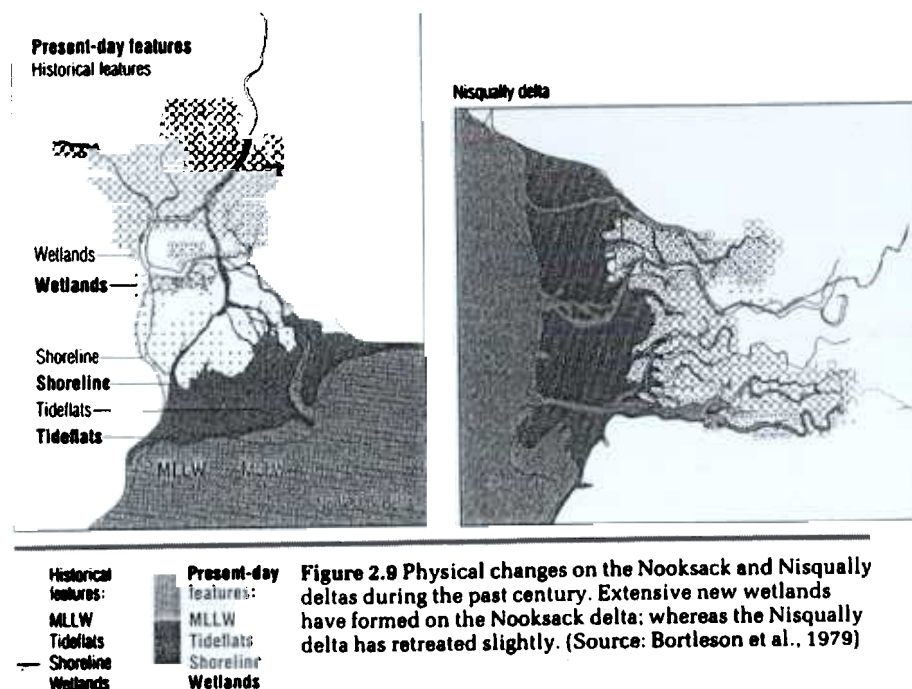 Present-day features
Historical features
Nisqually delta
Wetlands
Wetlands
Shoreline
Shoreline
Tideflats
Tideflats
MLLW MLLW
Historical features:
MLLW
Tideflats
Shoreline
Wetlands
Present-day features:
MLLW
Tideflats
Shoreline
Wetlands
Figure 2.9 Physical changes on the Nooksack and Nisqually
deltas during the past century. Extensive new wetlands
have formed on the Nooksack delta; whereas the Nisqually
delta has retreated slightly. (Source: Bortleson et al., 1979)